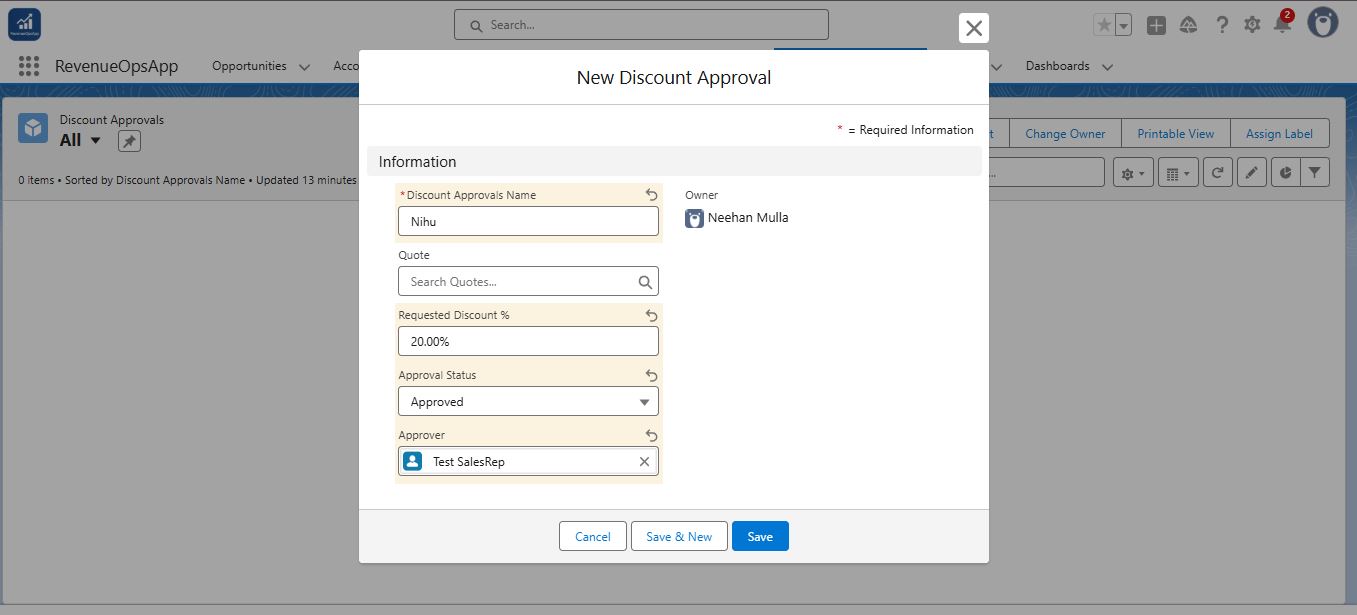 Search...
2
RevenueOpsApp
Opportunities
Acco
Dashboards
New Discount Approval
Discount Approvals
All
* = Required Information
t
Change Owner
Printable View
Assign Label
Information
0 items • Sorted by Discount Approvals Name • Updated 13 minutes
...
*Discount Approvals Name
Owner
Nihu
Neehan Mulla
Quote
Search Quotes...
Requested Discount %
20.00%
Approval Status
Approved
Approver
Test SalesRep
Cancel
Save & New
Save